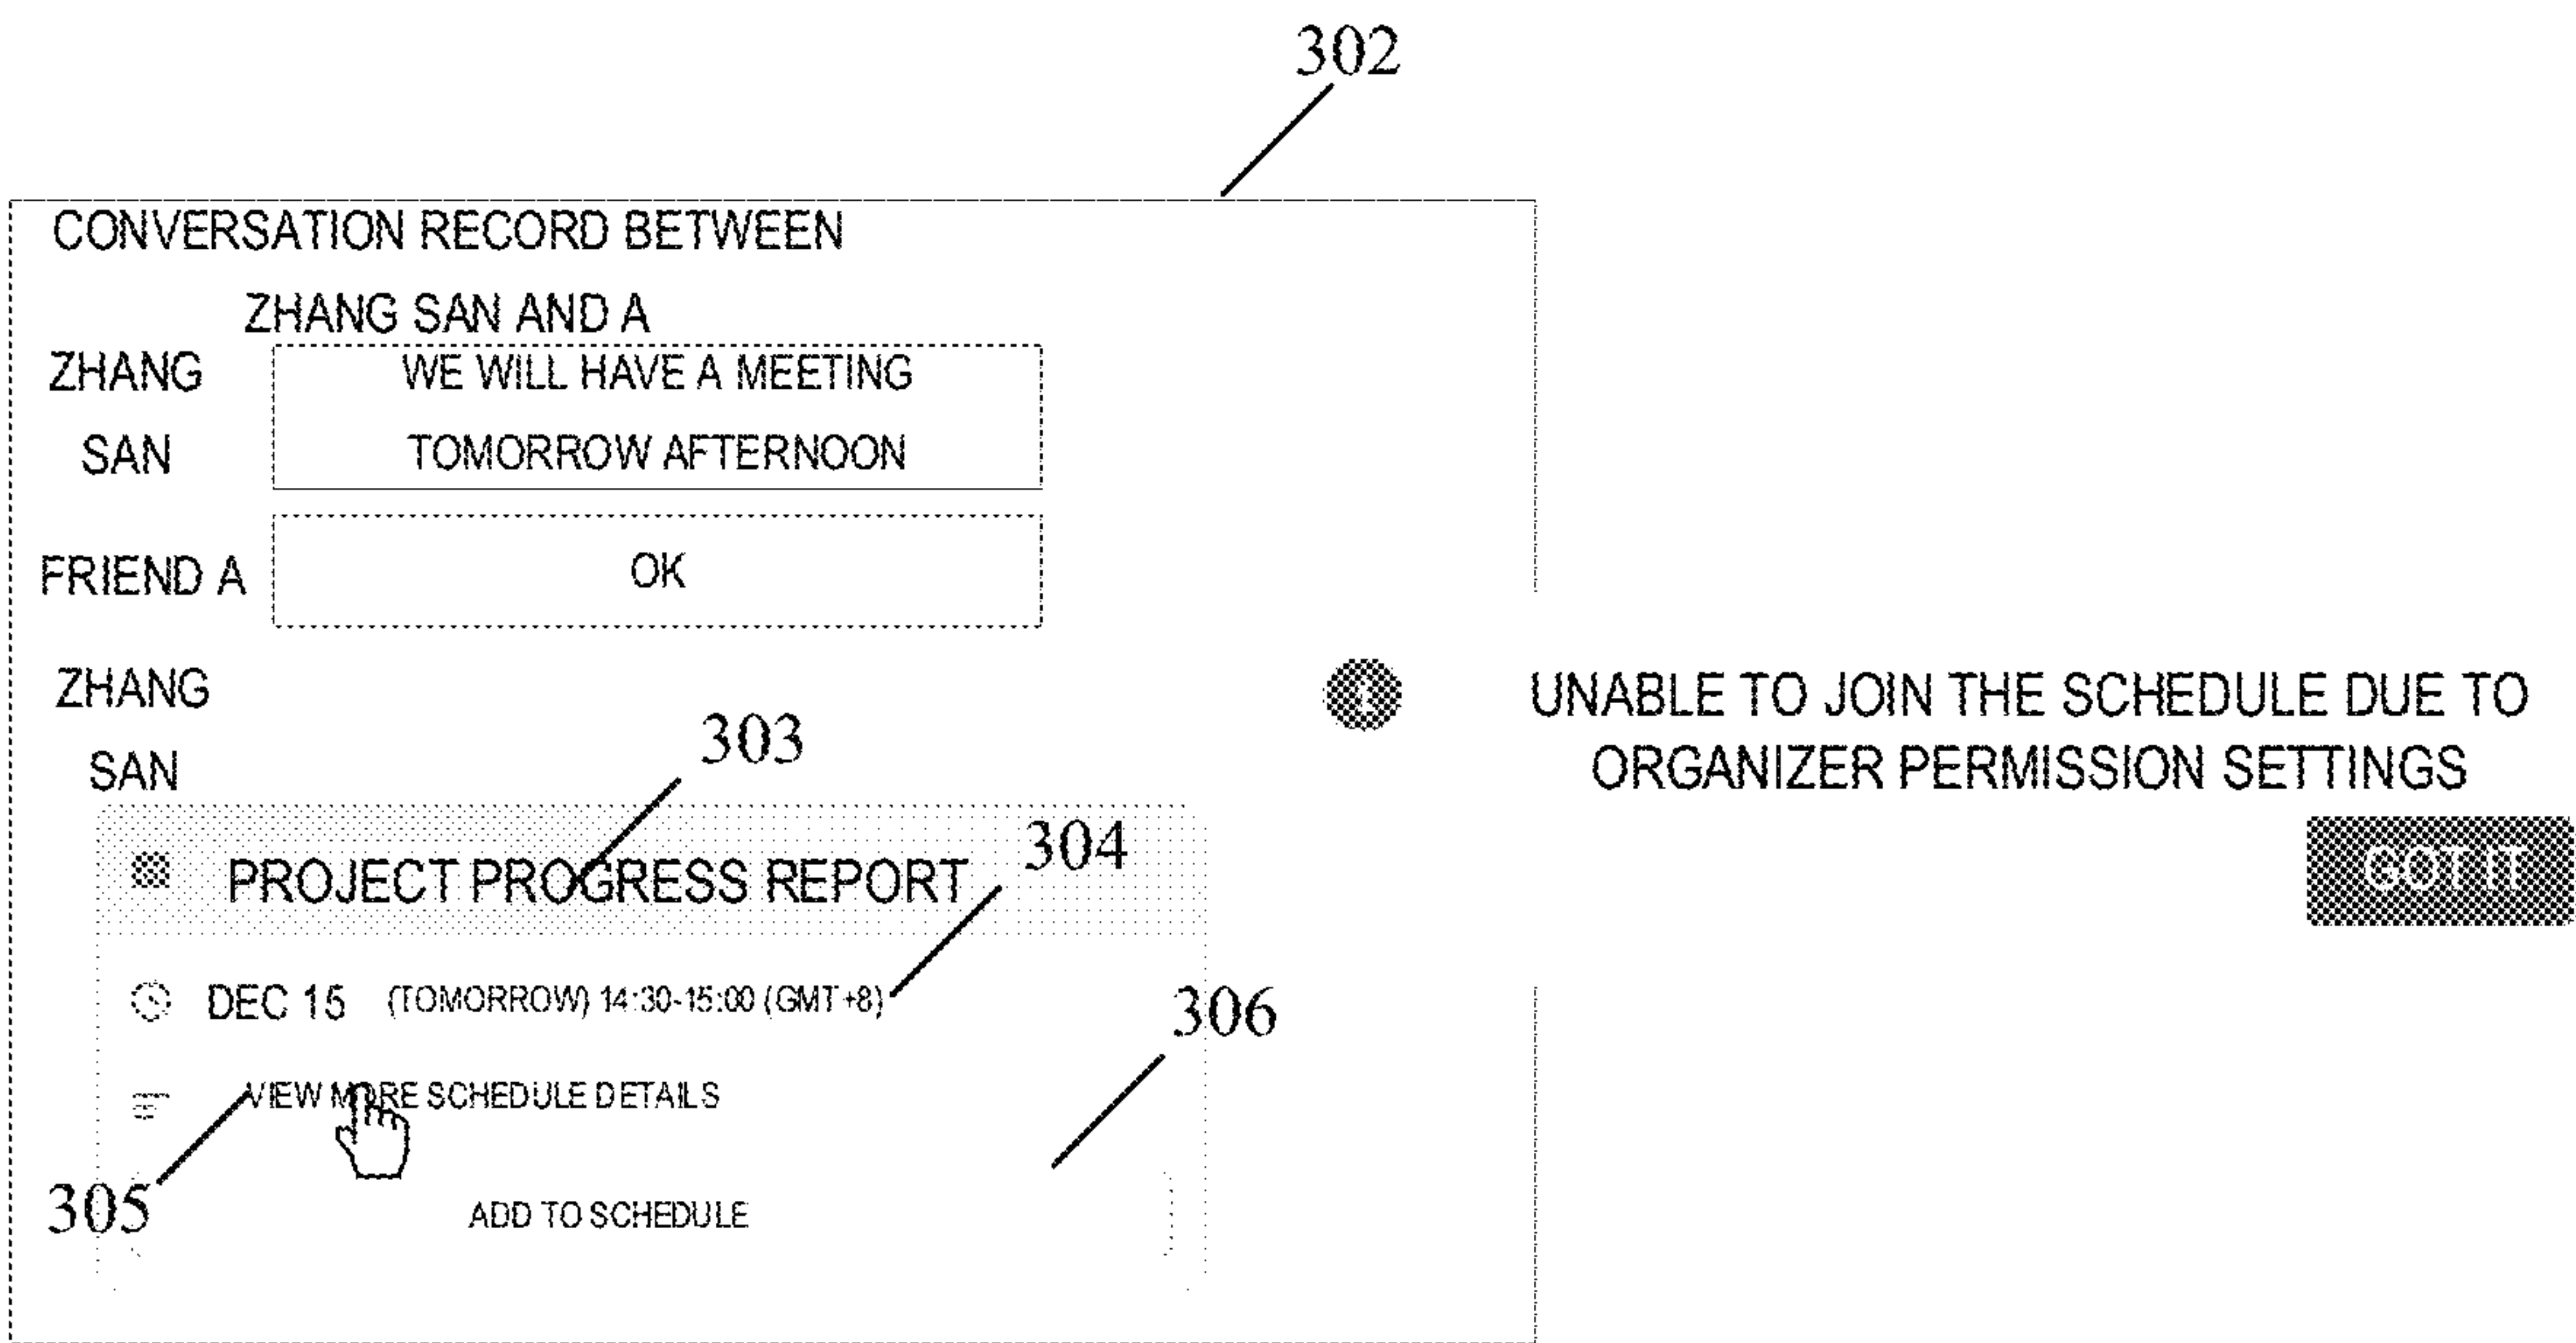 302
CONVERSATION RECORD BETWEEN
ZHANG SAN AND A
ZHANG
SAN
WE WILL HAVE A MEETING
TOMORROW AFTERNOON
FRIEND A
OK
ZHANG
SAN
303
UNABLE TO JOIN THE SCHEDULE DUE TO
ORGANIZER PERMISSION SETTINGS
GOT IT
PROJECT PROGRESS REPORT
304
DEC 15 (TOMORROW) 14:30-15:00 (GMT+8)
306
VIEW MORE SCHEDULE DETAILS
305
ADD TO SCHEDULE